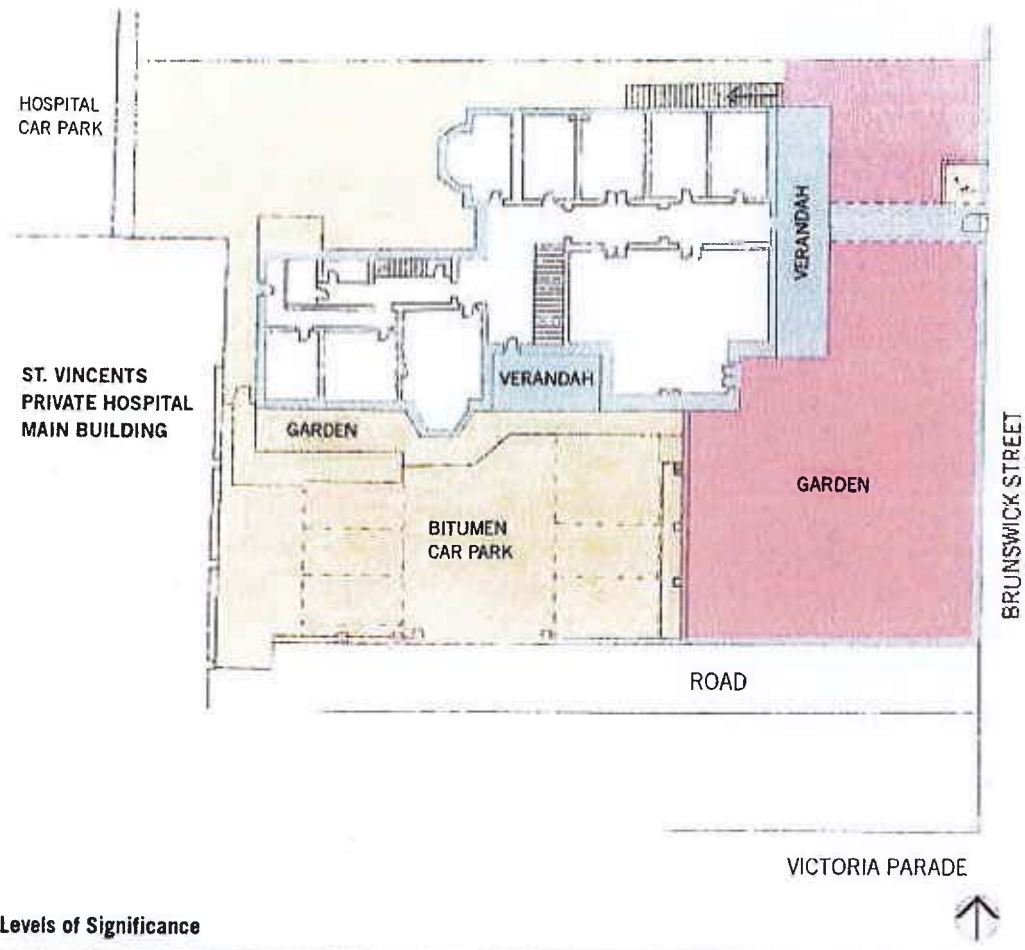 HOSPITAL
CAR PARK
VERANDAH
ST. VINCENTS
PRIVATE HOSPITAL
MAIN BUILDING
VERANDAH
GARDEN
GARDEN
BITUMEN
CAR PARK
BRUNSWICK STREET
ROAD
VICTORIA PARADE
Levels of Significance